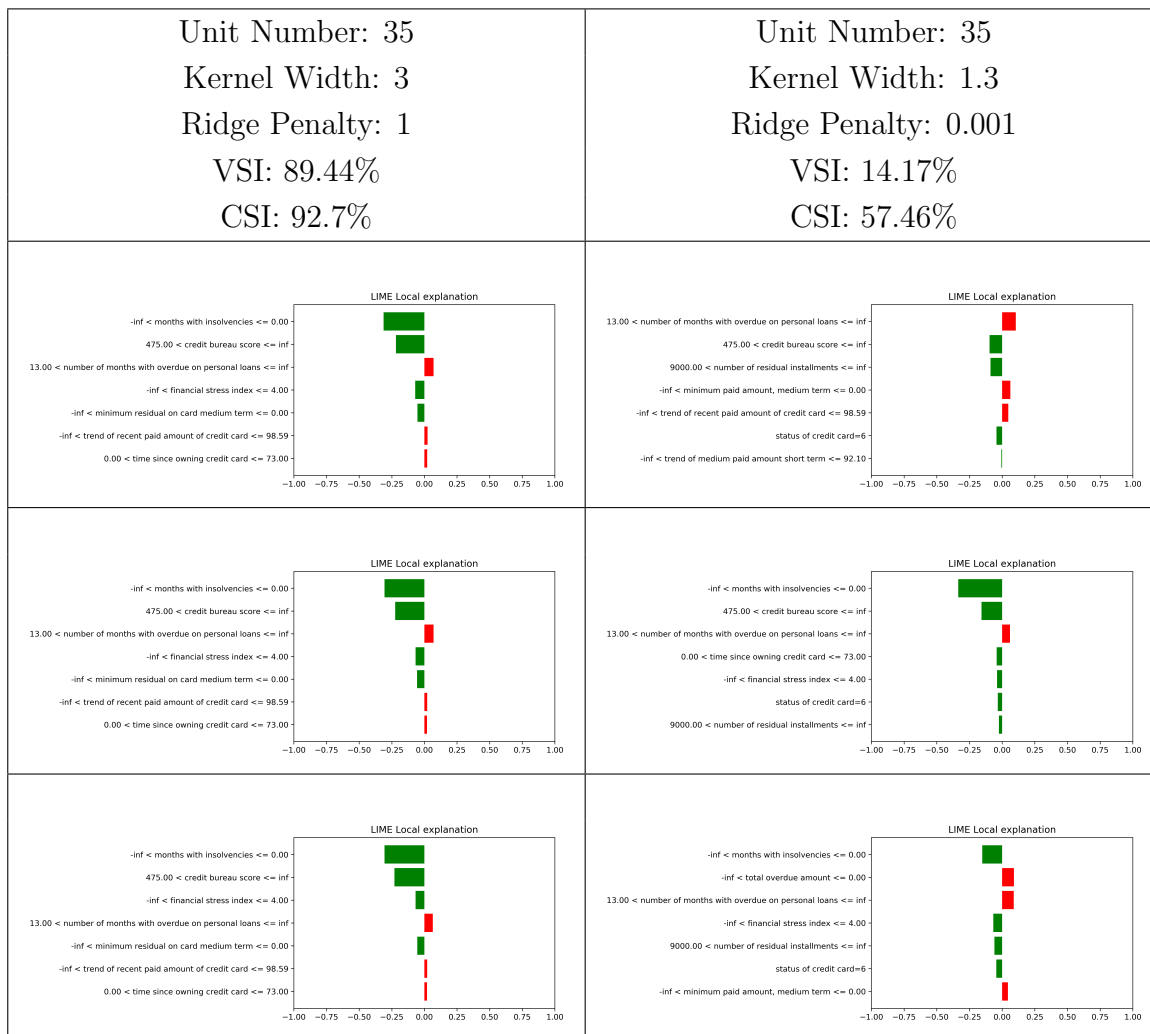 Unit Number: 35
Kernel Width: 3
Ridge Penalty: 1
VSI: 89.44%
CSI: 92.7%
Unit Number: 35
Kernel Width: 1.3
Ridge Penalty: 0.001
VSI: 14.17%
CSI: 57.46%
LIME Local explanation
-inf < months with insolvencies <= 0.00
475.00 < credit bureau score <= inf
13.00 < number of months with overdue on personal loans <= inf
-inf < financial stress index <= 4.00
-inf < minimum residual on card medium term <= 0.00
-inf < trend of recent paid amount of credit card <= 98.59
0.00 < time since owning credit card <= 73.00
−1.00 −0.75 −0.50 −0.25 0.00 0.25 0.50 0.75 1.00
LIME Local explanation
13.00 < number of months with overdue on personal loans <= inf
475.00 < credit bureau score <= inf
9000.00 < number of residual installments <= inf
-inf < minimum paid amount, medium term <= 0.00
-inf < trend of recent paid amount of credit card <= 98.59
status of credit card=6
-inf < trend of medium paid amount short term <= 92.10
−1.00 −0.75 −0.50 −0.25 0.00 0.25 0.50 0.75 1.00
LIME Local explanation
-inf < months with insolvencies <= 0.00
475.00 < credit bureau score <= inf
13.00 < number of months with overdue on personal loans <= inf
-inf < financial stress index <= 4.00
-inf < minimum residual on card medium term <= 0.00
-inf < trend of recent paid amount of credit card <= 98.59
0.00 < time since owning credit card <= 73.00
−1.00 −0.75 −0.50 −0.25 0.00 0.25 0.50 0.75 1.00
LIME Local explanation
-inf < months with insolvencies <= 0.00
475.00 < credit bureau score <= inf
13.00 < number of months with overdue on personal loans <= inf
0.00 < time since owning credit card <= 73.00
-inf < financial stress index <= 4.00
status of credit card=6
9000.00 < number of residual installments <= inf
−1.00 −0.75 −0.50 −0.25 0.00 0.25 0.50 0.75 1.00
LIME Local explanation
-inf < months with insolvencies <= 0.00
475.00 < credit bureau score <= inf
-inf < financial stress index <= 4.00
13.00 < number of months with overdue on personal loans <= inf
-inf < minimum residual on card medium term <= 0.00
-inf < trend of recent paid amount of credit card <= 98.59
0.00 < time since owning credit card <= 73.00
−1.00 −0.75 −0.50 −0.25 0.00 0.25 0.50 0.75 1.00
LIME Local explanation
-inf < months with insolvencies <= 0.00
-inf < total overdue amount <= 0.00
13.00 < number of months with overdue on personal loans <= inf
-inf < financial stress index <= 4.00
9000.00 < number of residual installments <= inf
status of credit card=6
-inf < minimum paid amount, medium term <= 0.00
−1.00 −0.75 −0.50 −0.25 0.00 0.25 0.50 0.75 1.00